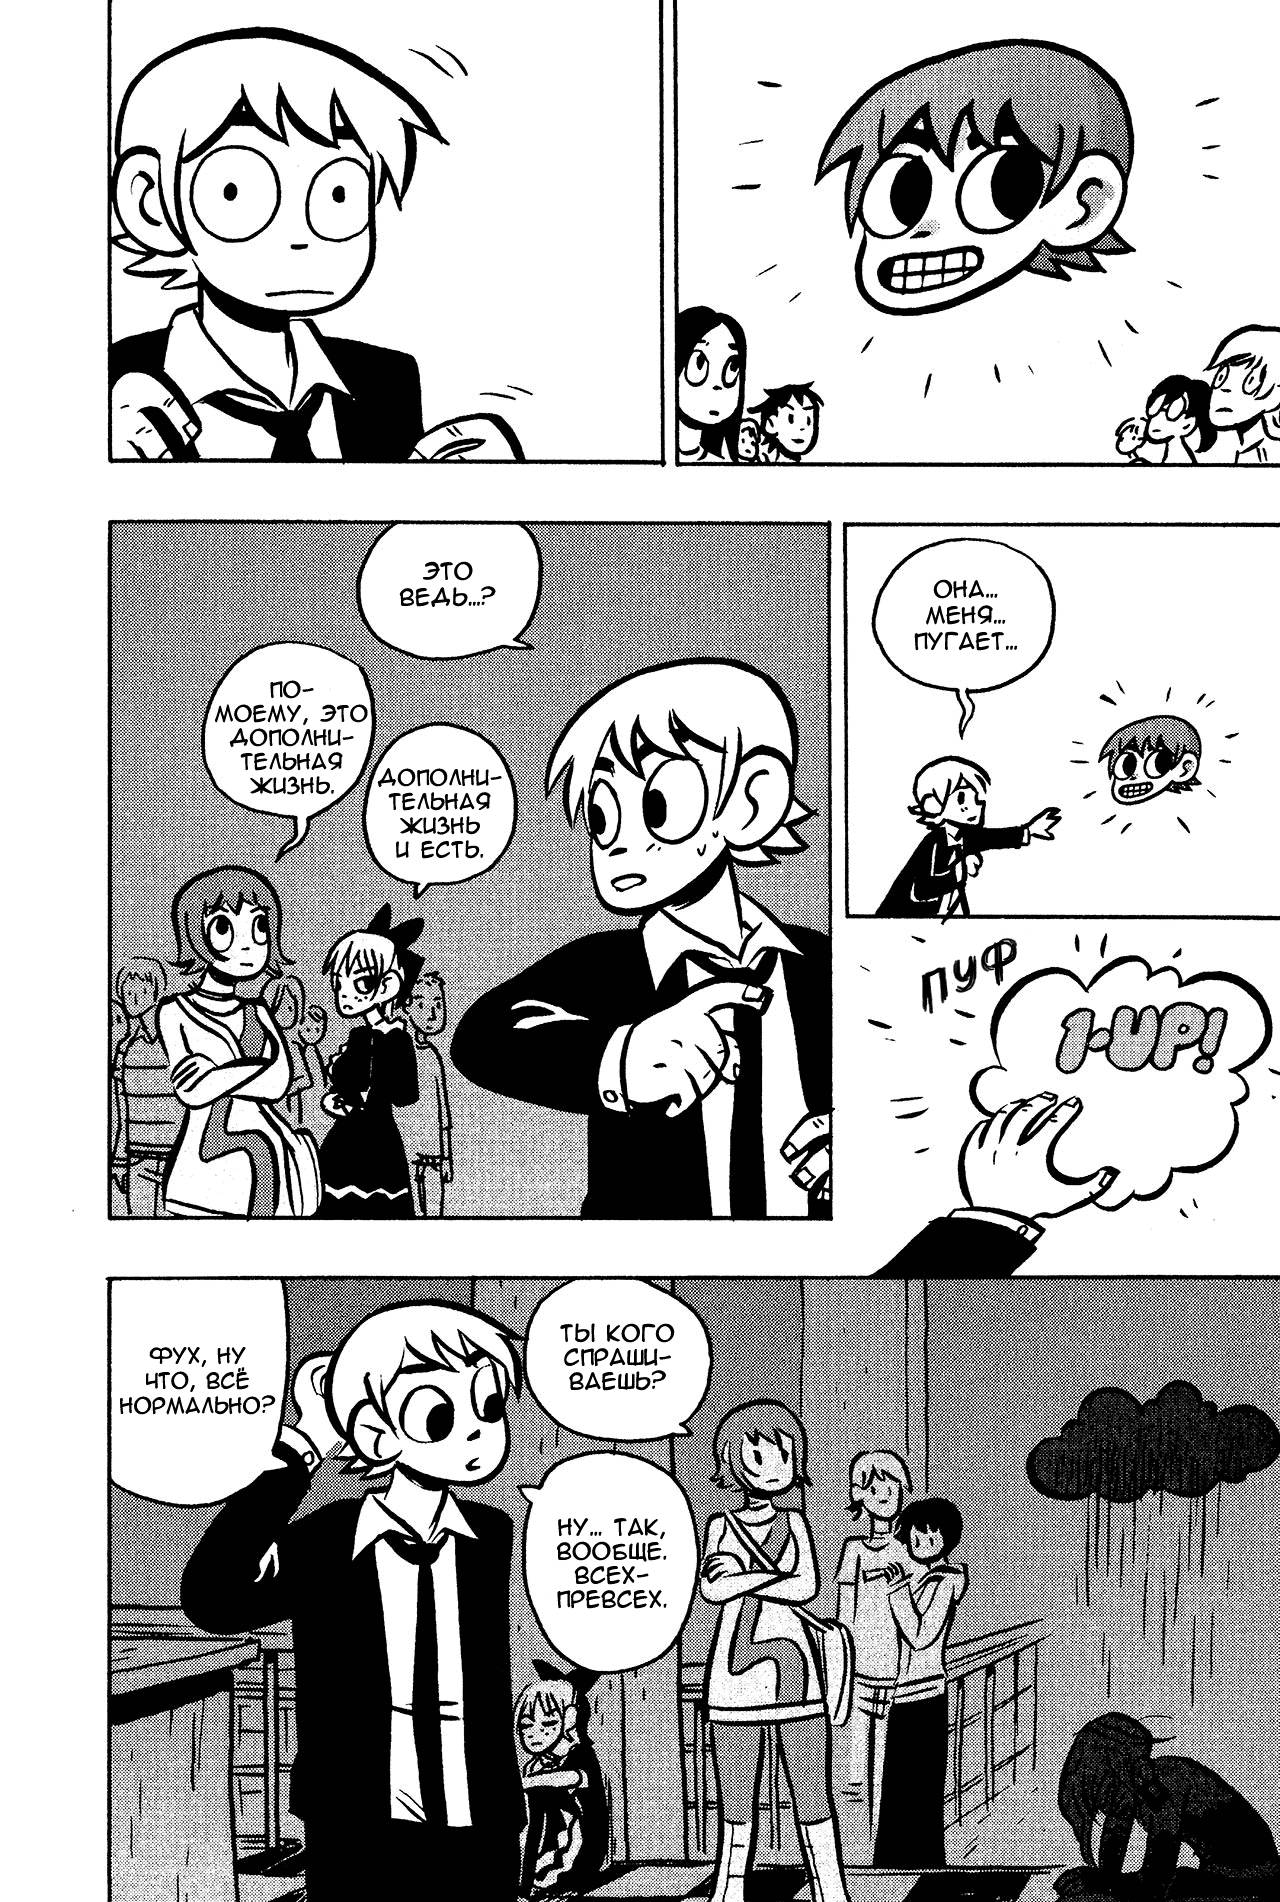 ЭТО
ВЕДЬ...?
ПО-
МОЕМУ, ЭТО
ДОПОЛНИ-
ТЕЛЬНАЯ
ЖИЗНЬ.
ДОПОЛНИ-
ТЕЛЬНАЯ
ЖИЗНЬ
И ЕСТЬ.
ОНА...
МЕНЯ...
ПУГАЕТ...
ПУФ
1-UP!
ФУХ, НУ
ЧТО, ВСЁ
НОРМАЛЬНО?
ТЫ КОГО
СПРАШИ-
ВАЕШЬ?
НУ... ТАК,
ВООБЩЕ.
ВСЕХ-
ПРЕВСЕХ.